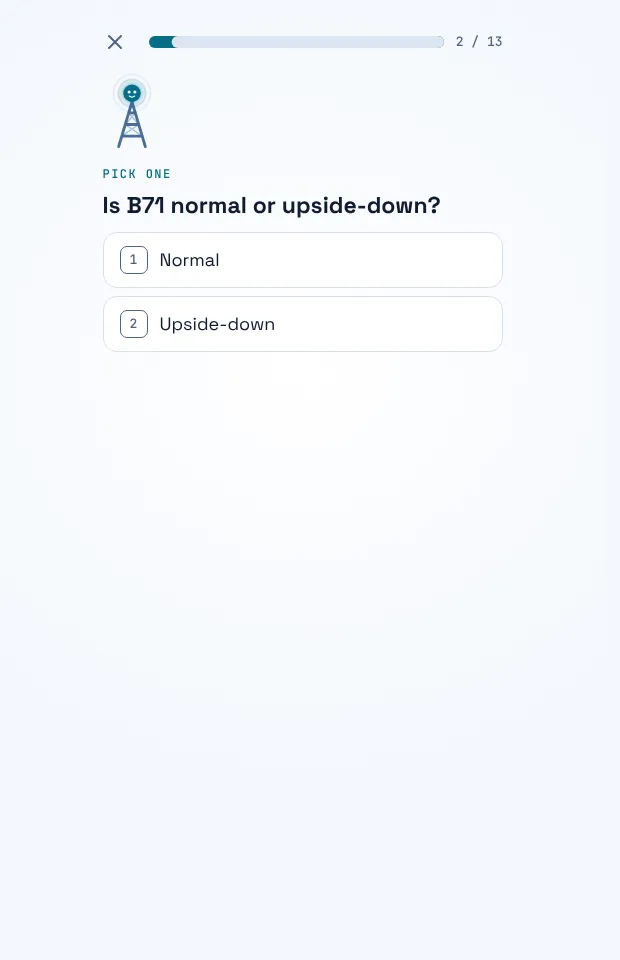 2 / 13
PICK ONE
Is B71 normal or upside-down?
1 Normal
2 Upside-down